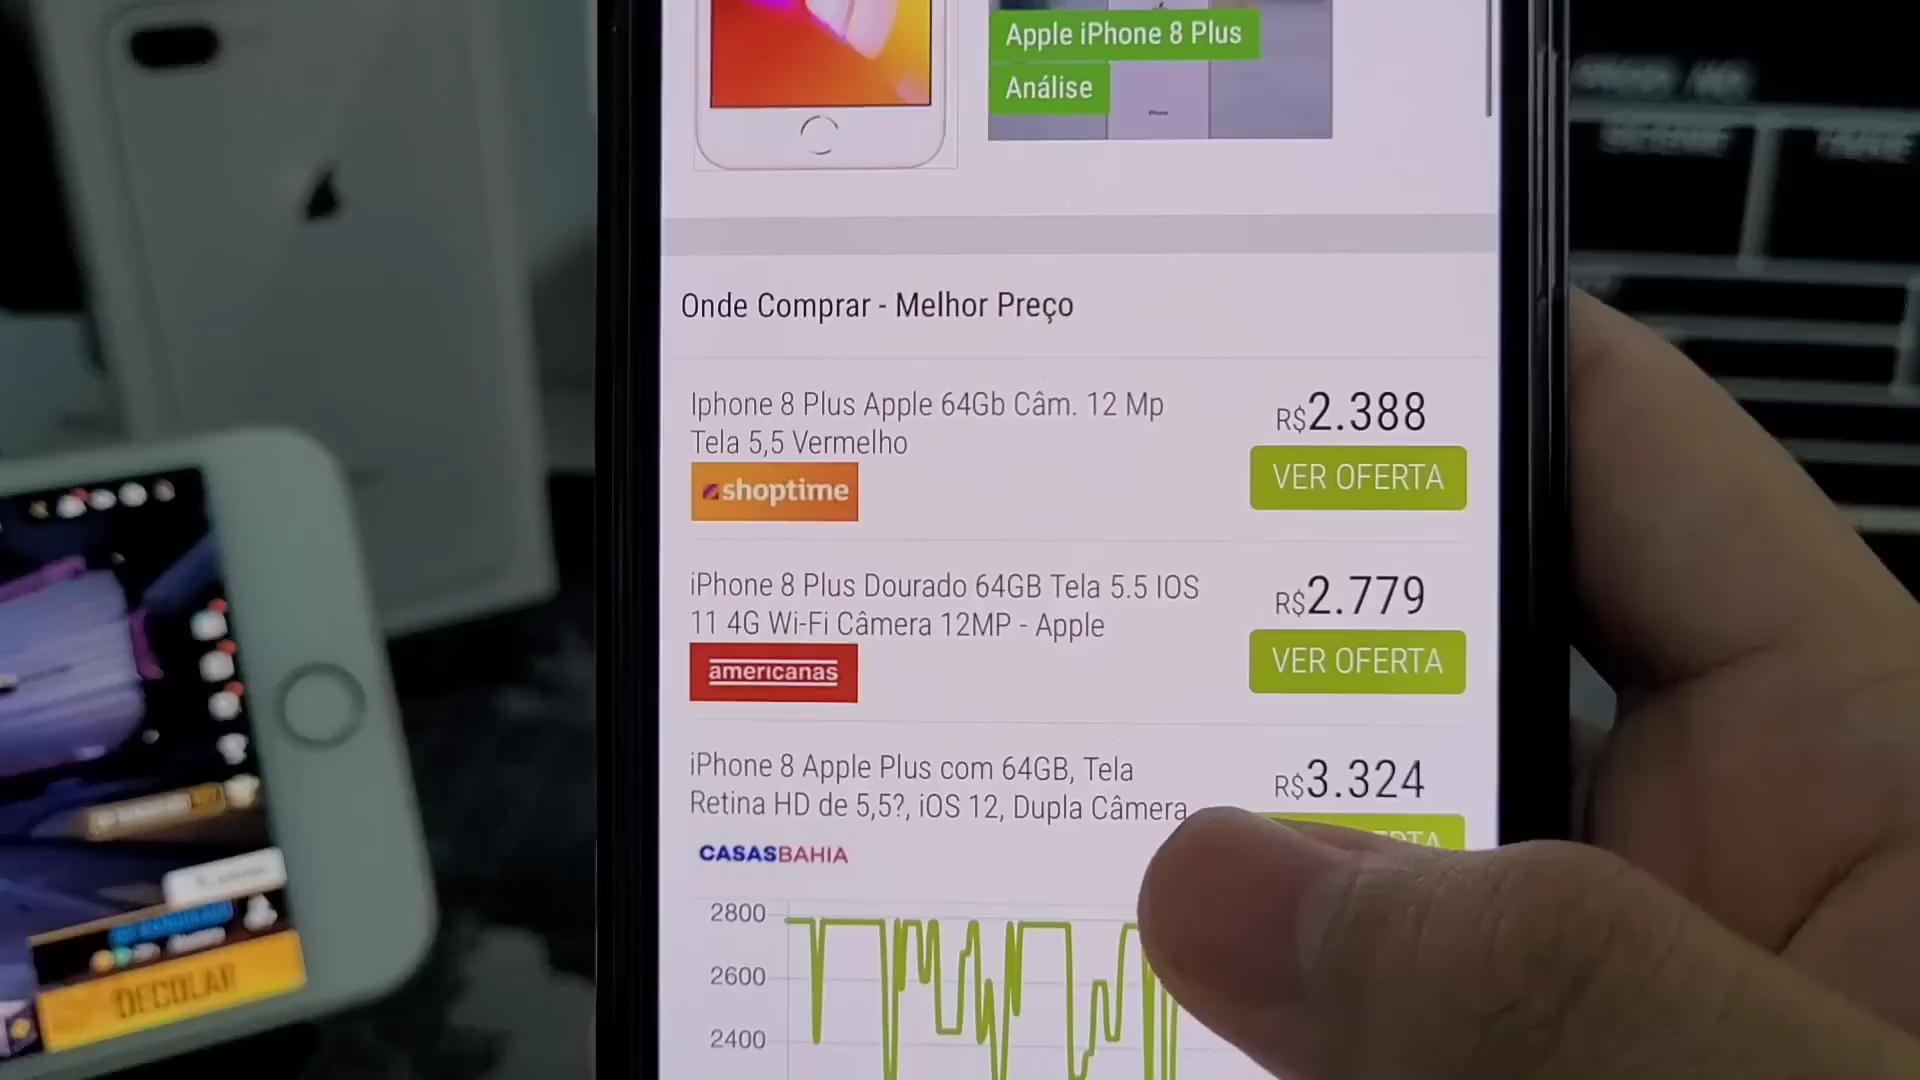 Apple iPhone 8 Plus
Análise
Onde Comprar - Melhor Preço
Iphone 8 Plus Apple 64Gb Câm. 12 Mp
Tela 5,5 Vermelho
R$2.388
VER OFERTA
shoptime
iPhone 8 Plus Dourado 64GB Tela 5.5 IOS
11 4G Wi-Fi Câmera 12MP - Apple
R$2.779
VER OFERTA
americanas
iPhone 8 Apple Plus com 64GB, Tela
Retina HD de 5,5?, iOS 12, Dupla Câmera
R$3.324
CASASBAHIA
2800
2600
2400
DECOLAR